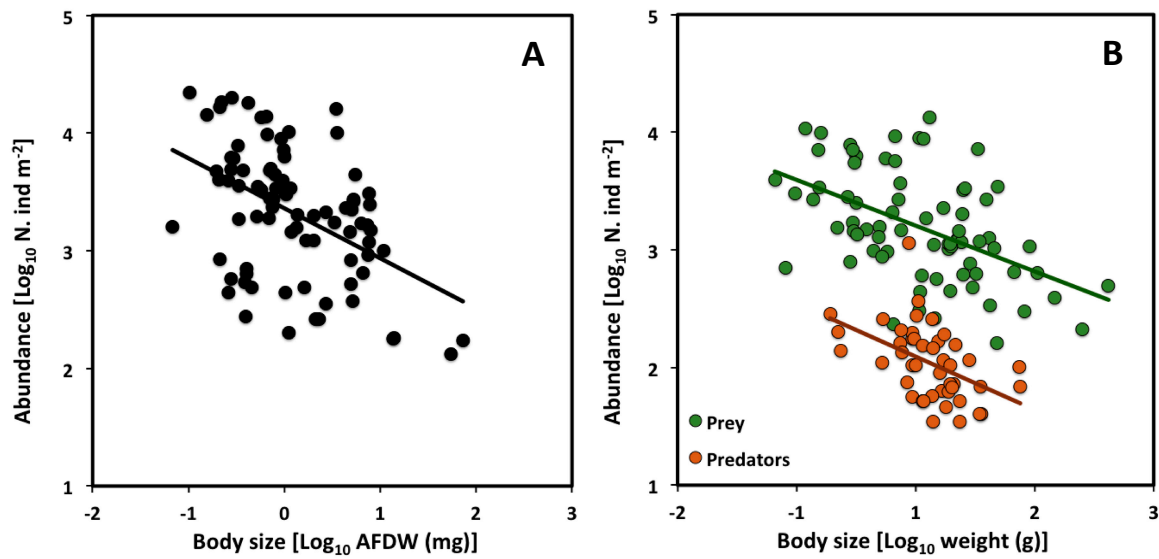 A
5
4
3
2
1
Abundance [Log₁₀ N. ind m⁻²]
-2 -1 0 1 2 3
Body size [Log₁₀ AFDW (mg)]
B
5
4
3
2
1
Abundance [Log₁₀ N. ind m⁻²]
Prey
Predators
-2 -1 1 2 3
Body size [Log₁₀ weight (g)]